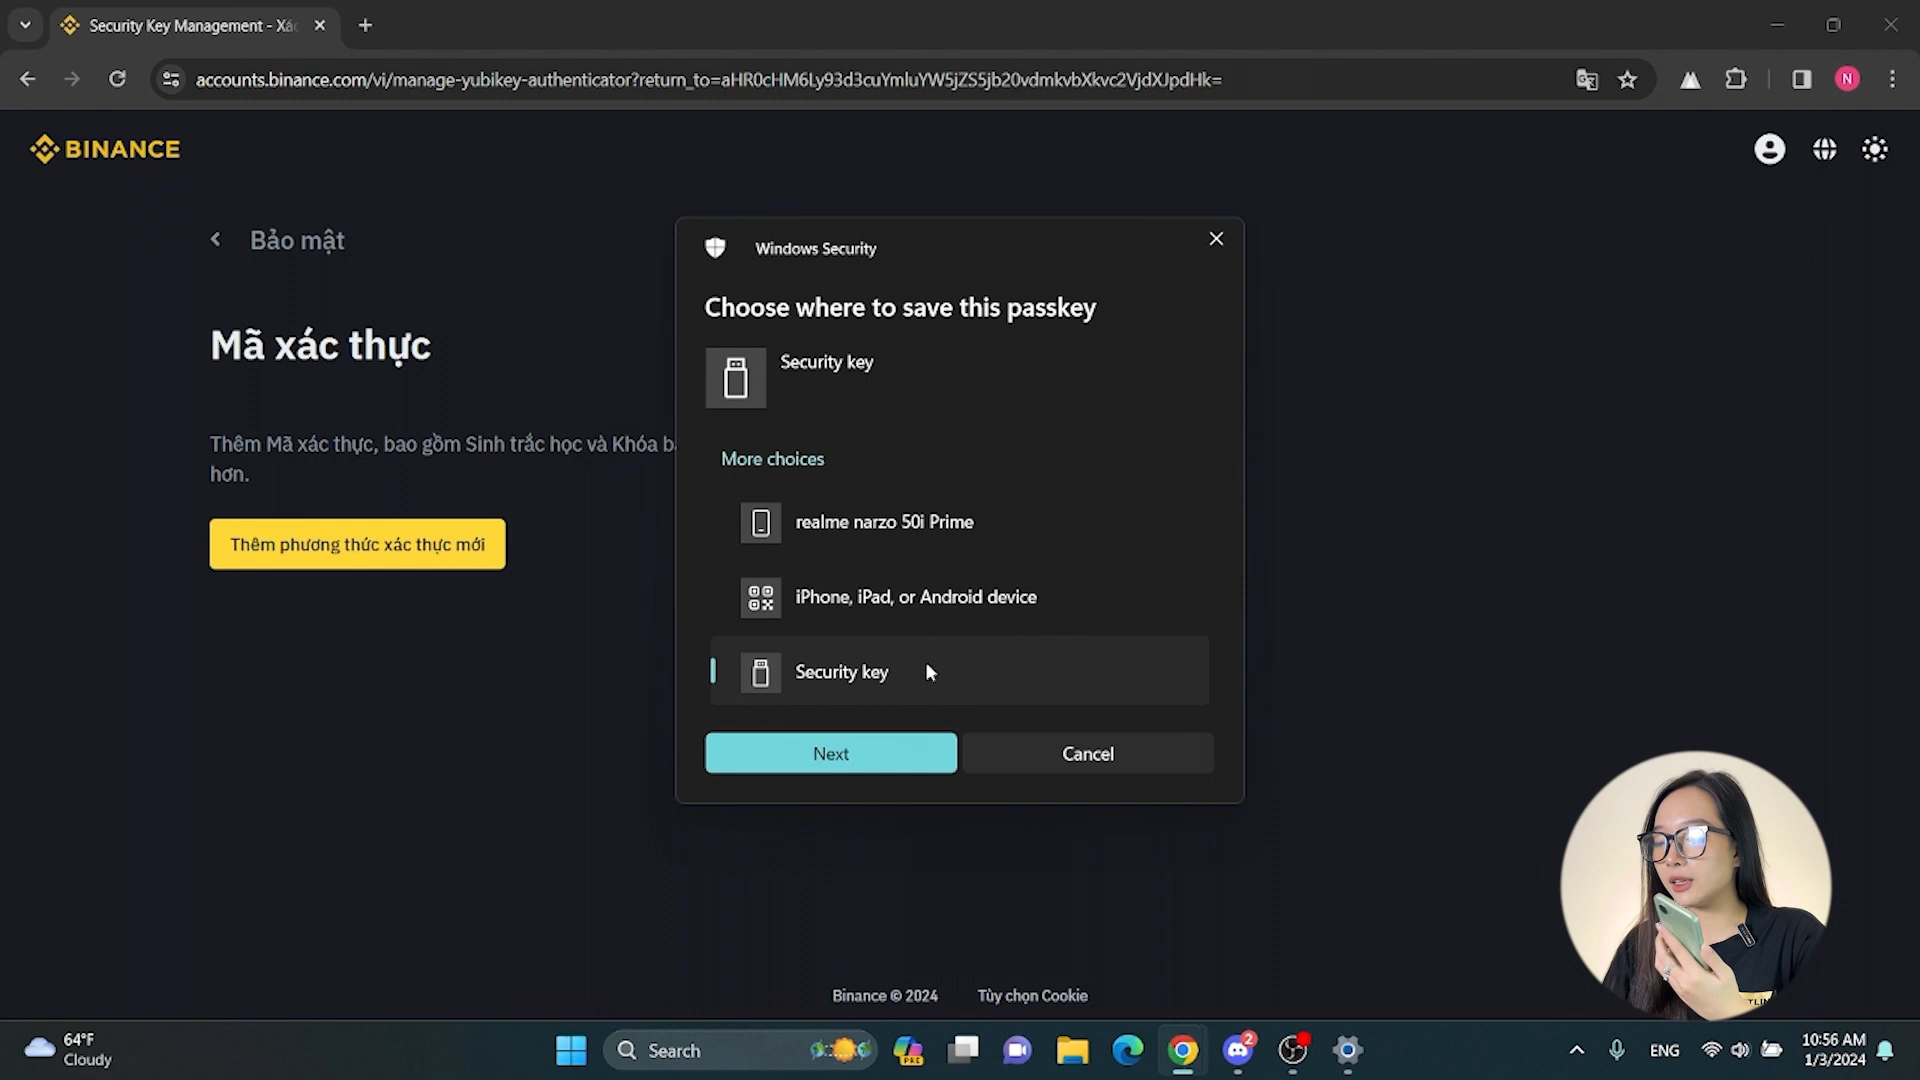 Security Key Management - Xác
accounts.binance.com/vi/manage-yubikey-authenticator?return_to=aHR0cHM6Ly93d3cuYmluYW5jZS5jb20vdmkvbXkvc2VjdXJpdHk=
N
BINANCE
Bảo mật
Mã xác thực
Thêm Mã xác thực, bao gồm Sinh trắc học và Khóa
hơn.
Thêm phương thức xác thực mới
Windows Security
Choose where to save this passkey
Security key
More choices
realme narzo 50i Prime
iPhone, iPad, or Android device
Security key
Next
Cancel
Binance © 2024
Tùy chọn Cookie
64°F
Cloudy
Search
PRE
2
ENG
10:56 AM
1/3/2024